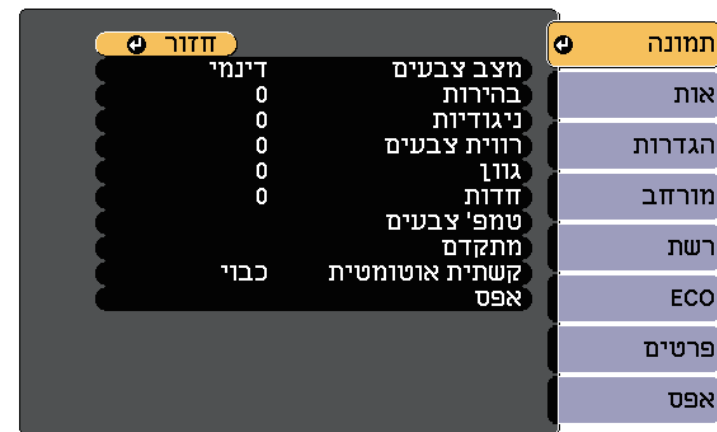 תמונה
אות
הגדרות
מורחב
רשת
ECO
פרטים
אפס
חזור
מצב צבעים דינמי
בהירות 0
ניגודיות 0
רווית צבעים 0
גוון 0
חדות 0
טמפ' צבעים
מתקדם
קשתית אוטומטית כבוי
אפס